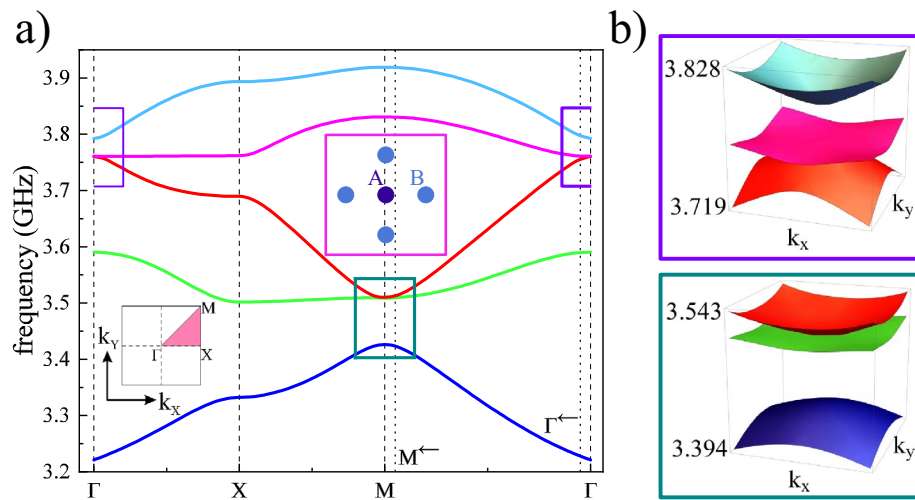 a)
b)
frequency (GHz)
3.9
3.8
3.7
3.6
3.5
3.4
3.3
3.2
Γ
X
M
Γ
A
B
M←
Γ←
M
Γ
X
k_Y
k_X
3.828
3.719
k_x
k_y
3.543
3.394
k_x
k_y